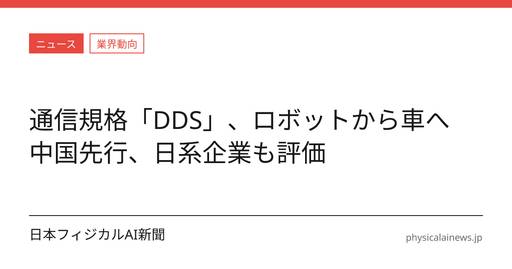 ニュース 業界動向
通信規格「DDS」、ロボットから車へ
中国先行、日系企業も評価
日本フィジカルAI新聞 physicalainews.jp